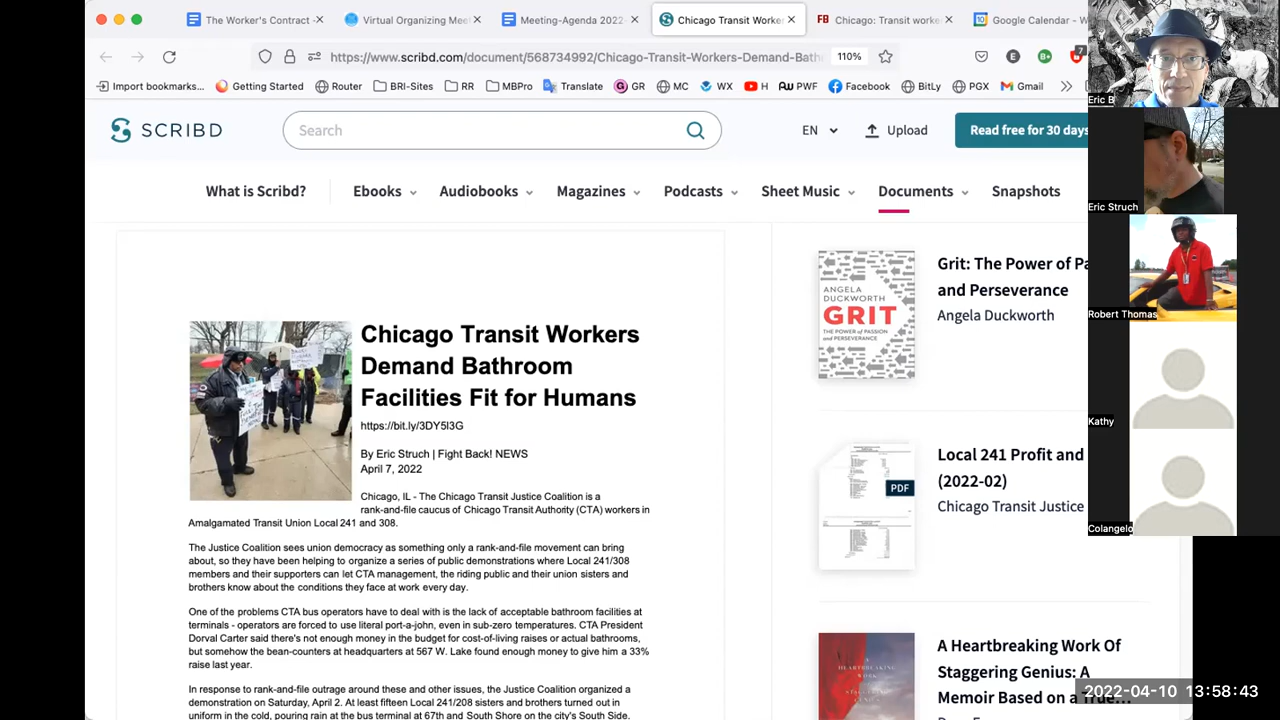 The Worker's Contract -
Virtual Organizing Mee
Meeting-Agenda 2022-
Chicago Transit Worke
FB
Chicago: Transit worke
Google Calendar - W
https://www.scribd.com/document/568734992/Chicago-Transit-Workers-Demand-Bath
110%
7
Import bookmarks...
Getting Started
Router
BRI-Sites
RR
MBPro
Translate
GR
MC
WX
H
PWF
Facebook
BitLy
PGX
Gmail
Eric B
SCRIBD
Search
EN
Upload
Read free for 30 days
What is Scribd?
Ebooks
Audiobooks
Magazines
Podcasts
Sheet Music
Documents
Snapshots
Eric Struch
Robert Thomas
Kathy
Colangelo
Chicago Transit Workers
Demand Bathroom
Facilities Fit for Humans
https://bit.ly/3DY5I3G
By Eric Struch | Fight Back! NEWS
April 7, 2022
Chicago, IL - The Chicago Transit Justice Coalition is a
rank-and-file caucus of Chicago Transit Authority (CTA) workers in
Amalgamated Transit Union Local 241 and 308.
The Justice Coalition sees union democracy as something only a rank-and-file movement can bring
about, so they have been helping to organize a series of public demonstrations where Local 241/308
members and their supporters can let CTA management, the riding public and their union sisters and
brothers know about the conditions they face at work every day.
One of the problems CTA bus operators have to deal with is the lack of acceptable bathroom facilities at
terminals - operators are forced to use literal port-a-john, even in sub-zero temperatures. CTA President
Dorval Carter said there's not enough money in the budget for cost-of-living raises or actual bathrooms,
but somehow the bean-counters at headquarters at 567 W. Lake found enough money to give him a 33%
raise last year.
In response to rank-and-file outrage around these and other issues, the Justice Coalition organized a
demonstration on Saturday, April 2. At least fifteen Local 241/208 sisters and brothers turned out in
uniform in the cold, pouring rain at the bus terminal at 67th and South Shore on the city's South Side.
ANGELA
DUCKWORTH
GRIT
THE POWER of PASSION
and PERSEVERANCE
Grit: The Power of Pa
and Perseverance
Angela Duckworth
PDF
Local 241 Profit and
(2022-02)
Chicago Transit Justice
A
HEARTBREAKING
WORK
OF
STAGGERING
GENIUS
A Heartbreaking Work Of
Staggering Genius: A
Memoir Based on a True...
2022-04-10 13:58:43